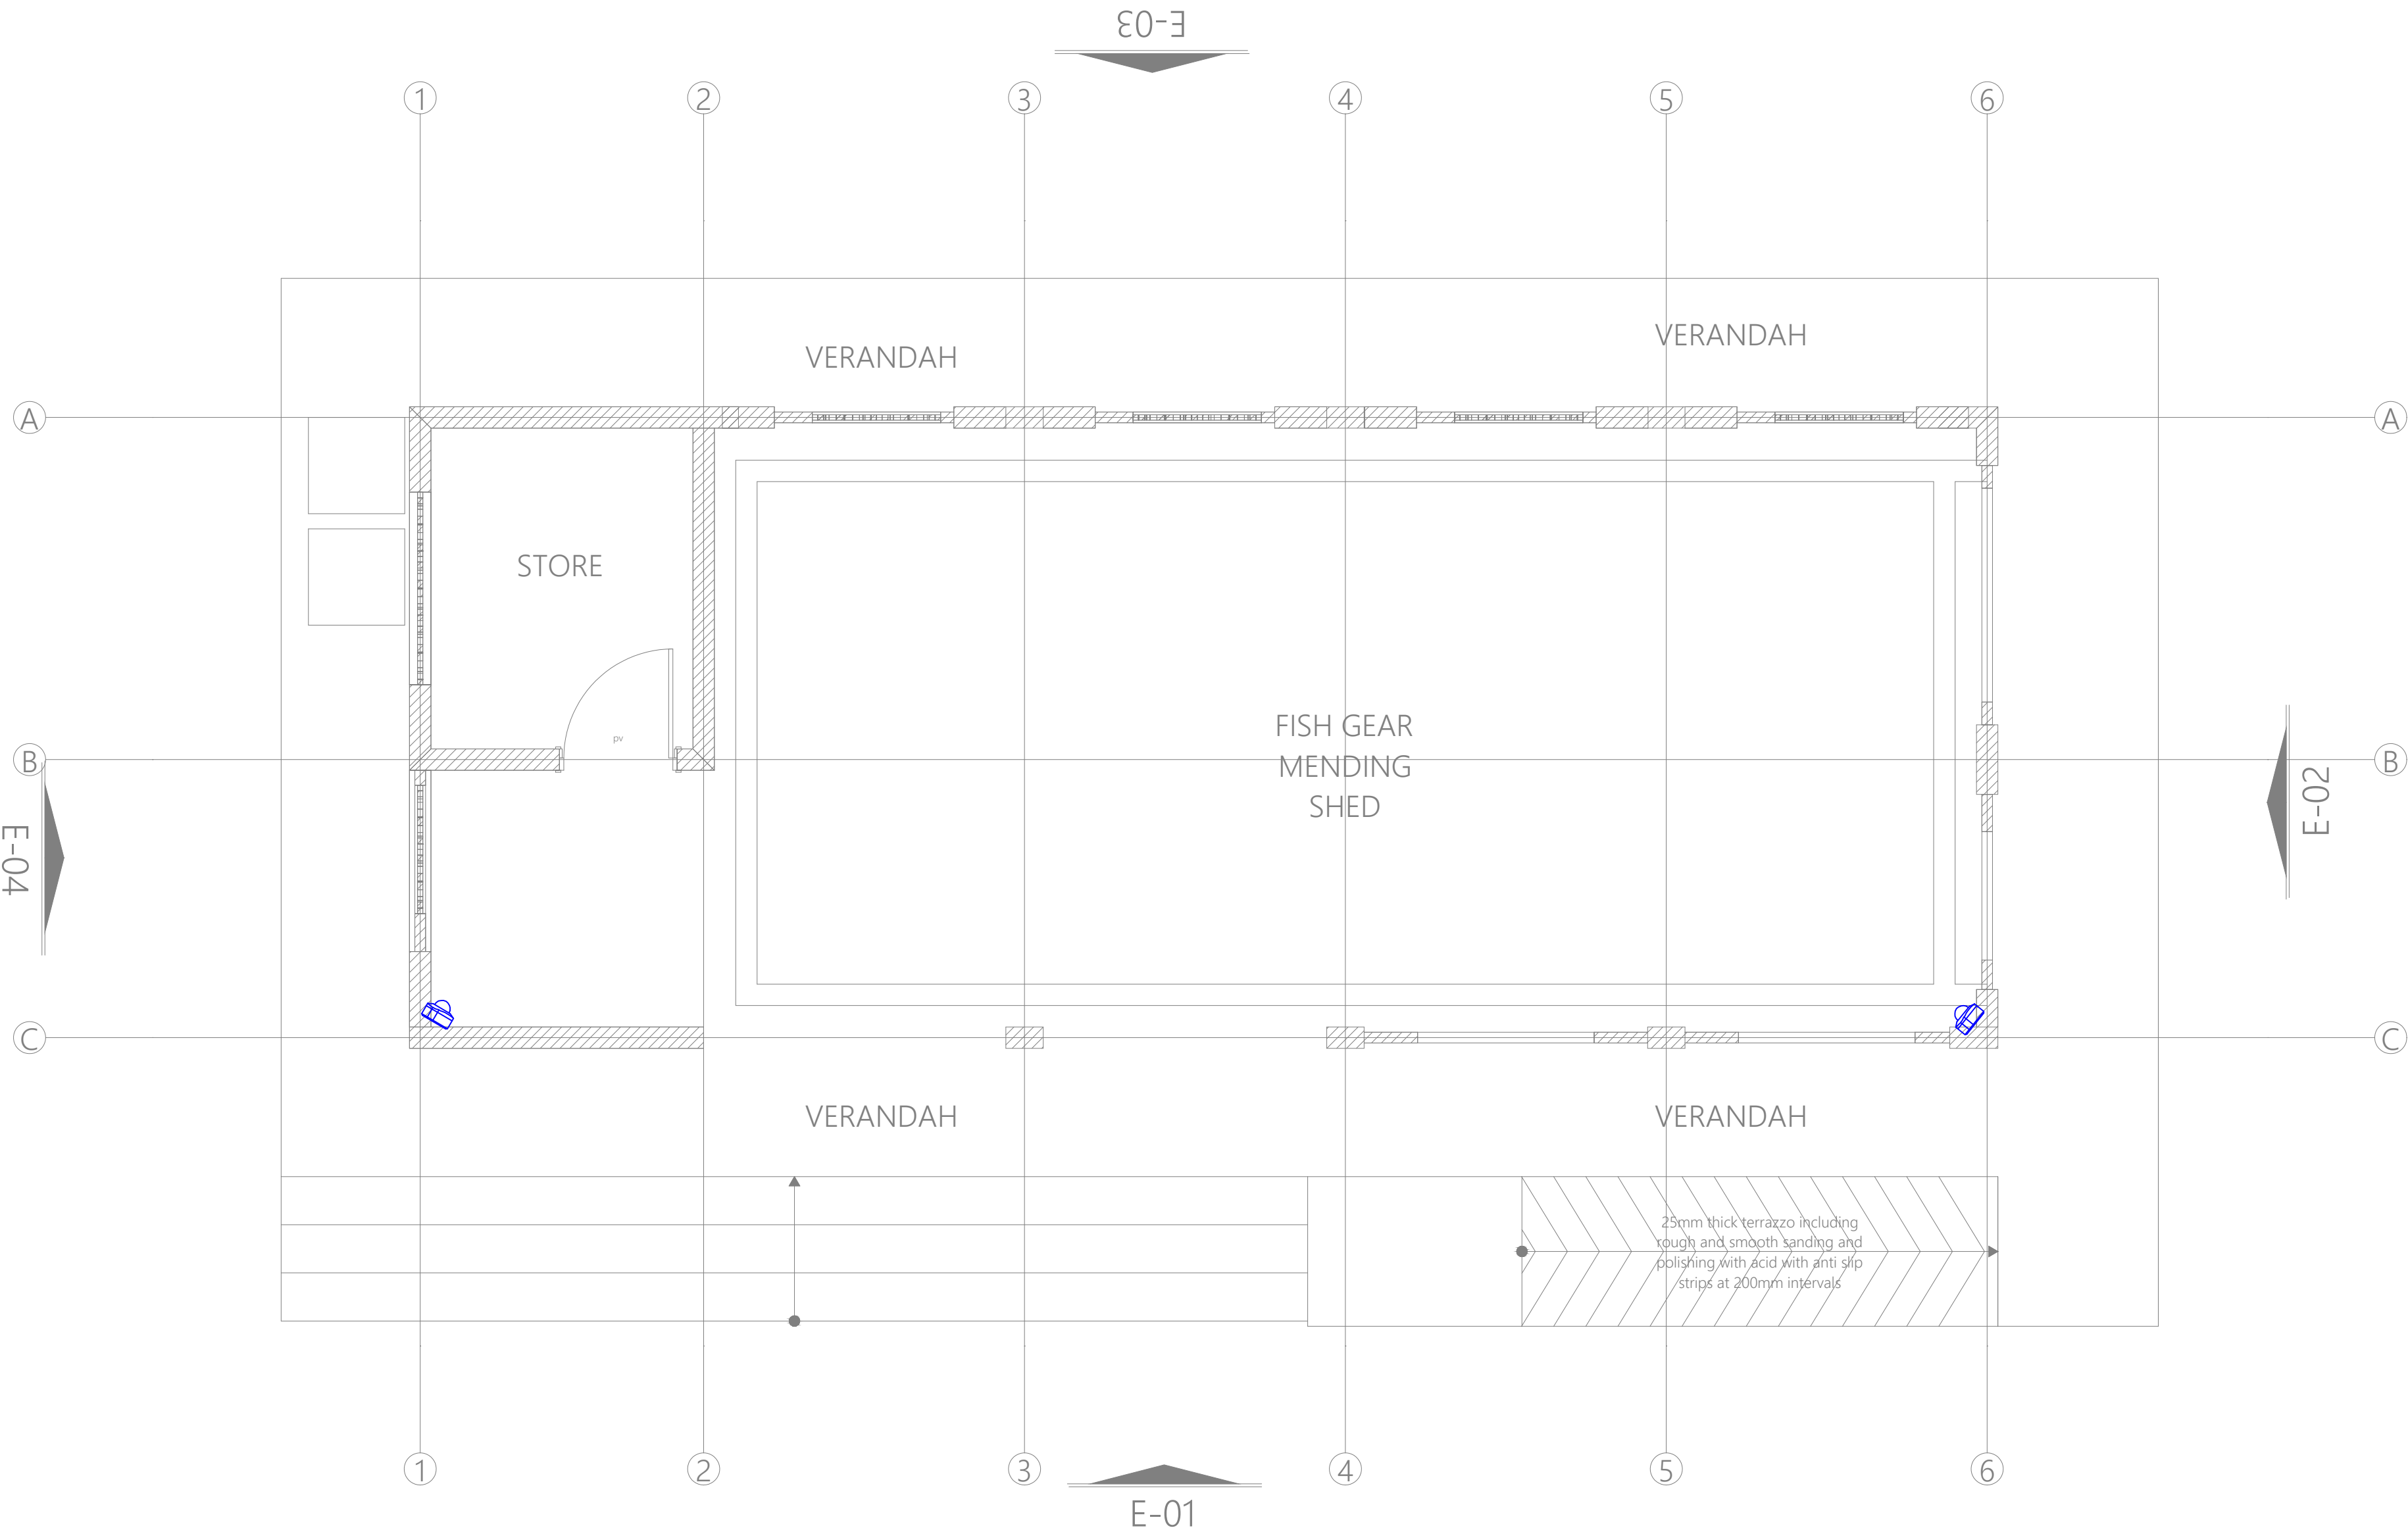 E-03
1
2
3
4
5
6
VERANDAH
VERANDAH
A
A
STORE
FISH GEAR
MENDING
SHED
pv
B
B
E-04
E-02
C
C
VERANDAH
VERANDAH
25mm thick terrazzo including
rough and smooth sanding and
polishing with acid with anti slip
strips at 200mm intervals
1
2
3
4
5
6
E-01